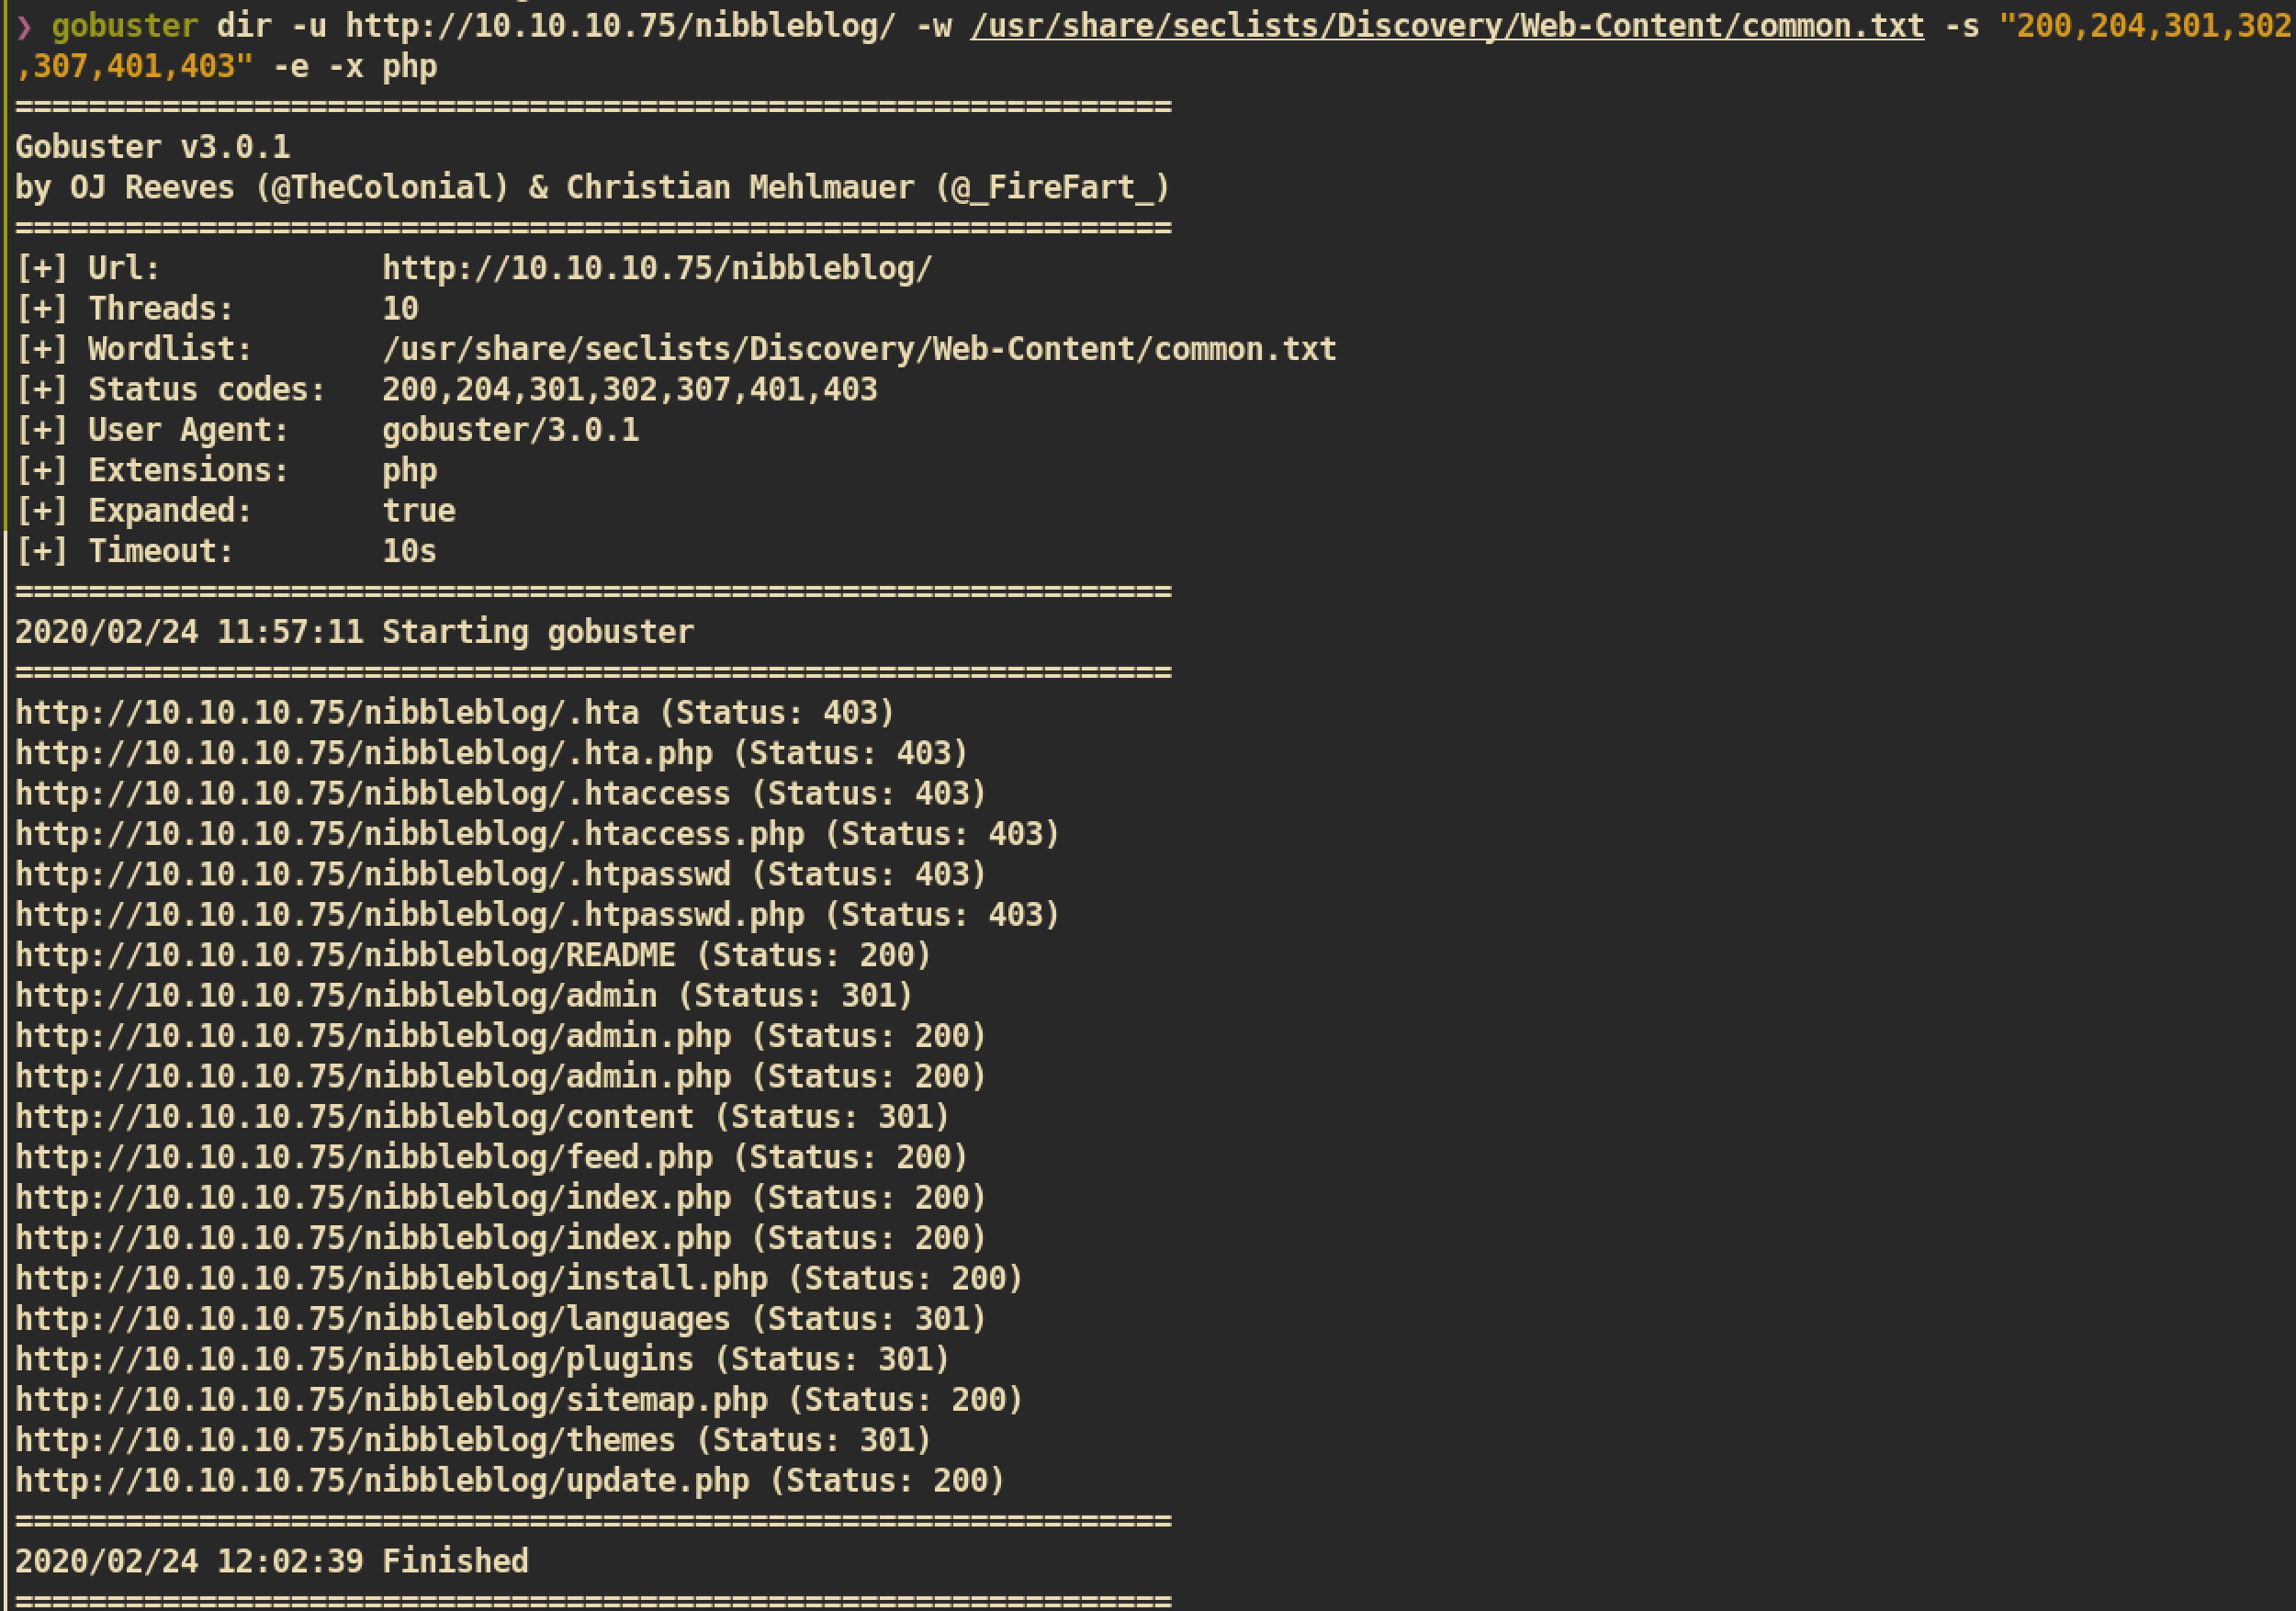 ❯ gobuster dir -u http://10.10.10.75/nibbleblog/ -w /usr/share/seclists/Discovery/Web-Content/common.txt -s "200,204,301,302
,307,401,403" -e -x php
===============================================================
Gobuster v3.0.1
by OJ Reeves (@TheColonial) & Christian Mehlmauer (@_FireFart_)
===============================================================
[+] Url:            http://10.10.10.75/nibbleblog/
[+] Threads:        10
[+] Wordlist:       /usr/share/seclists/Discovery/Web-Content/common.txt
[+] Status codes:   200,204,301,302,307,401,403
[+] User Agent:     gobuster/3.0.1
[+] Extensions:     php
[+] Expanded:       true
[+] Timeout:        10s
===============================================================
2020/02/24 11:57:11 Starting gobuster
===============================================================
http://10.10.10.75/nibbleblog/.hta (Status: 403)
http://10.10.10.75/nibbleblog/.hta.php (Status: 403)
http://10.10.10.75/nibbleblog/.htaccess (Status: 403)
http://10.10.10.75/nibbleblog/.htaccess.php (Status: 403)
http://10.10.10.75/nibbleblog/.htpasswd (Status: 403)
http://10.10.10.75/nibbleblog/.htpasswd.php (Status: 403)
http://10.10.10.75/nibbleblog/README (Status: 200)
http://10.10.10.75/nibbleblog/admin (Status: 301)
http://10.10.10.75/nibbleblog/admin.php (Status: 200)
http://10.10.10.75/nibbleblog/admin.php (Status: 200)
http://10.10.10.75/nibbleblog/content (Status: 301)
http://10.10.10.75/nibbleblog/feed.php (Status: 200)
http://10.10.10.75/nibbleblog/index.php (Status: 200)
http://10.10.10.75/nibbleblog/index.php (Status: 200)
http://10.10.10.75/nibbleblog/install.php (Status: 200)
http://10.10.10.75/nibbleblog/languages (Status: 301)
http://10.10.10.75/nibbleblog/plugins (Status: 301)
http://10.10.10.75/nibbleblog/sitemap.php (Status: 200)
http://10.10.10.75/nibbleblog/themes (Status: 301)
http://10.10.10.75/nibbleblog/update.php (Status: 200)
===============================================================
2020/02/24 12:02:39 Finished
===============================================================